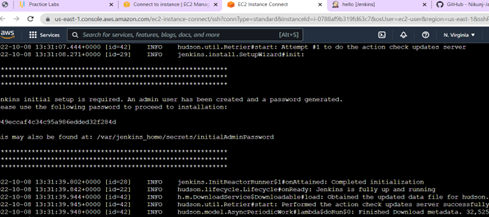 Practice Labs
Connect to instance | EC2 Mana
EC2 Instance Connect
hello [Jenkins]
GitHub - Nikunj-Ja
us-east-1.console.aws.amazon.com/ec2-instance-connect/ssh?connType=standard&instanceId=i-0788af9b319fd63c7&osUser=ec2-user&region=us-east-1&sshP
aws
Services
Search for services, features, blogs, docs, and more
[Alt+S]
N. Virginia
22-10-08 13:31:07.444+0000 [id=42] INFO hudson.util.Retrier#start: Attempt #1 to do the action check updates server
22-10-08 13:31:08.271+0000 [id=29] INFO jenkins.install.SetupWizard#init:
*************************************************************
*************************************************************
nkins initial setup is required. An admin user has been created and a password generated.
ease use the following password to proceed to installation:
49eccaf4c34c95a986edded32f284d
is may also be found at: /var/jenkins_home/secrets/initialAdminPassword
*************************************************************
*************************************************************
22-10-08 13:31:39.802+0000 [id=28] INFO jenkins.InitReactorRunner$1#onAttained: Completed initialization
22-10-08 13:31:39.842+0000 [id=22] INFO hudson.lifecycle.Lifecycle#onReady: Jenkins is fully up and running
22-10-08 13:31:39.944+0000 [id=42] INFO h.m.DownloadService$Downloadable#load: Obtained the updated data file for hudson.
22-10-08 13:31:39.945+0000 [id=42] INFO hudson.util.Retrier#start: Performed the action check updates server successfully
22-10-08 13:31:39.948+0000 [id=42] INFO hudson.model.AsyncPeriodicWork#lambda$doRun$0: Finished Download metadata. 32,525